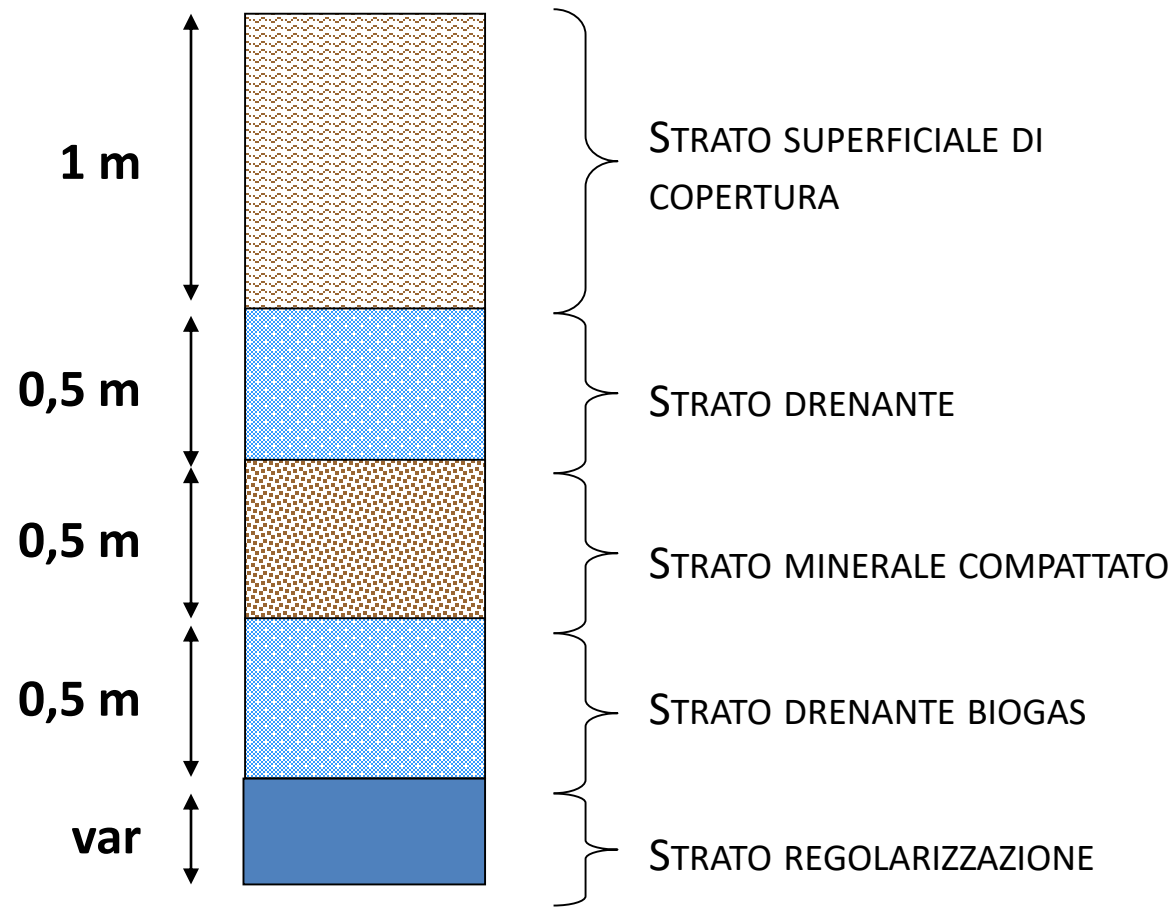 1 m
STRATO SUPERFICIALE DI
COPERTURA
0,5 m
STRATO DRENANTE
0,5 m
STRATO MINERALE COMPATTATO
0,5 m
STRATO DRENANTE BIOGAS
var
STRATO REGOLARIZZAZIONE